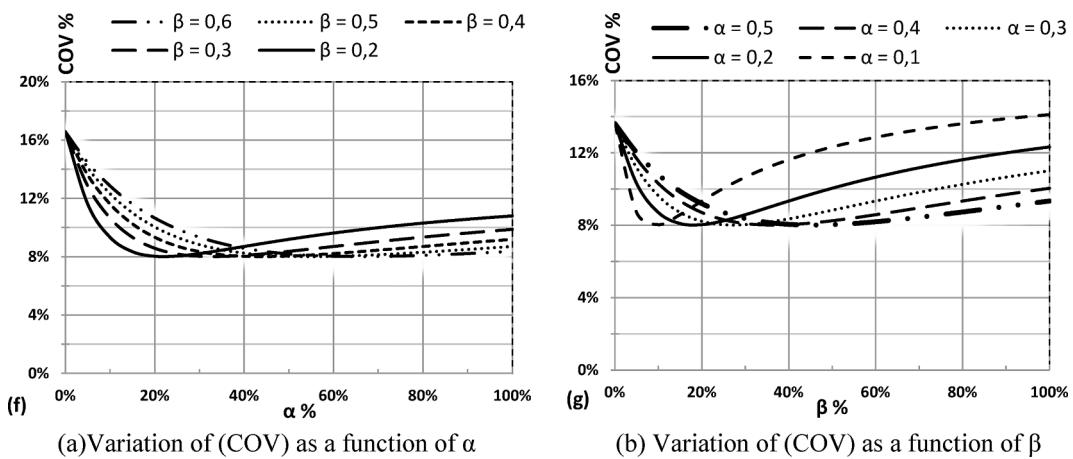 β = 0,6 β = 0,5 β = 0,4
β = 0,3 β = 0,2
COV %
20%
16%
12%
8%
4%
0%
0% 20% 40% 60% 80% 100%
α %
(f)
(a)Variation of (COV) as a function of α
α = 0,5 α = 0,4 α = 0,3
α = 0,2 α = 0,1
COV %
16%
12%
8%
4%
0%
0% 20% 40% 60% 80% 100%
β %
(g)
(b) Variation of (COV) as a function of β